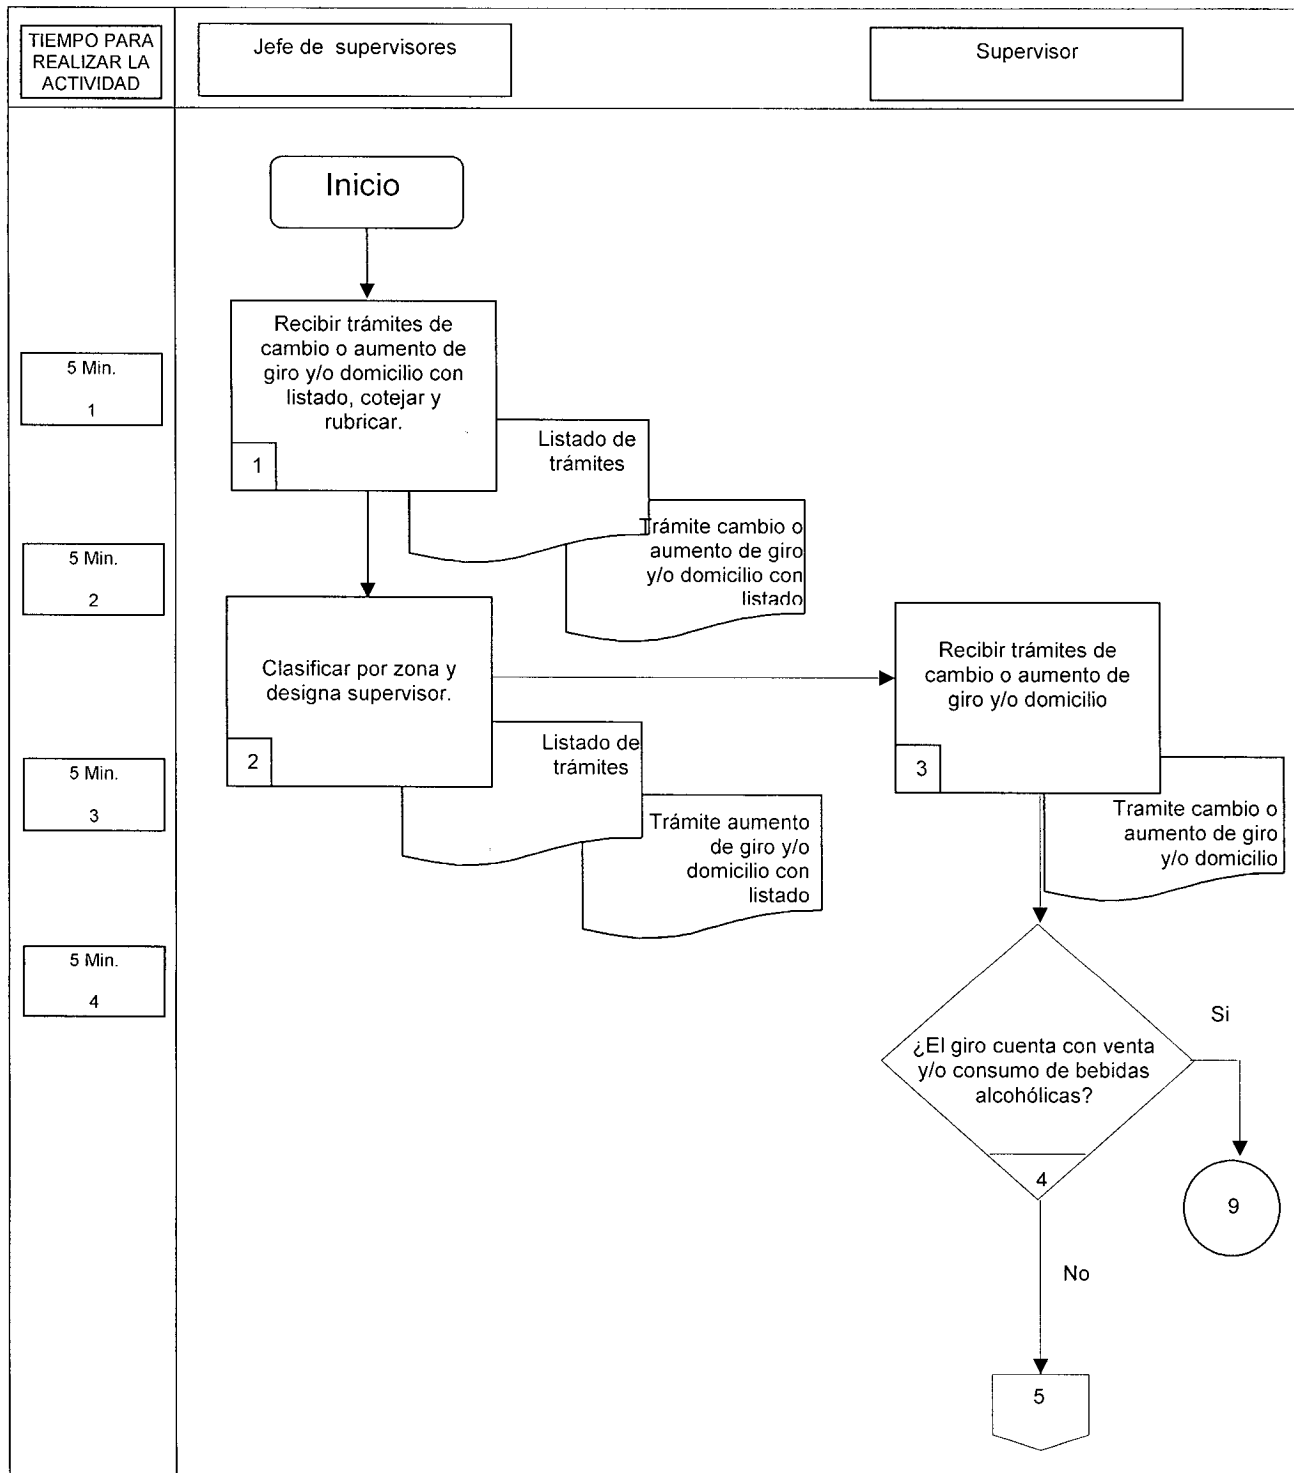 TIEMPO PARA
REALIZAR LA
ACTIVIDAD
Jefe de supervisores
Supervisor
Inicio
Recibir trámites de
cambio o aumento de
giro y/o domicilio con
listado, cotejar y
rubricar.
1
5 Min.
1
Listado de
trámites
Trámite cambio o
aumento de giro
y/o domicilio con
listado
5 Min.
2
Clasificar por zona y
designa supervisor.
2
Listado de
trámites
Trámite aumento
de giro y/o
domicilio con
listado
Recibir trámites de
cambio o aumento de
giro y/o domicilio
3
Tramite cambio o
aumento de giro
y/o domicilio
5 Min.
3
5 Min.
4
¿El giro cuenta con venta
y/o consumo de bebidas
alcohólicas?
4
Si
9
No
5